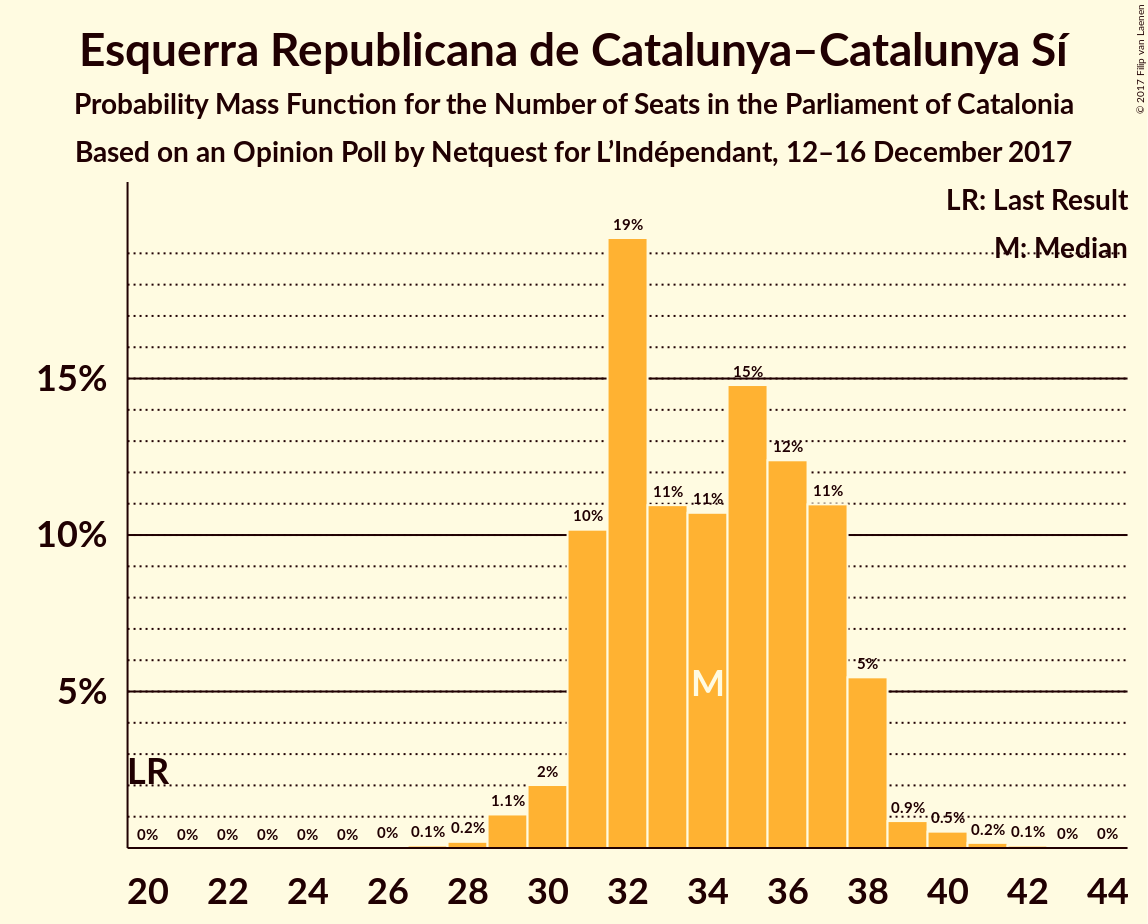 Esquerra Republicana de Catalunya–Catalunya Sí
Probability Mass Function for the Number of Seats in the Parliament of Catalonia
Based on an Opinion Poll by Netquest for L’Indépendant, 12–16 December 2017
© 2017 Filip van Laenen
LR: Last Result
M: Median
19%
15%
15%
12%
11%
11%
11%
10%
10%
5%
M
5%
LR
2%
1.1%
0.9%
0.5%
0% 0% 0% 0% 0% 0% 0% 0.1% 0.2% 0.2% 0.1% 0% 0%
20 22 24 26 28 30 32 34 36 38 40 42 44